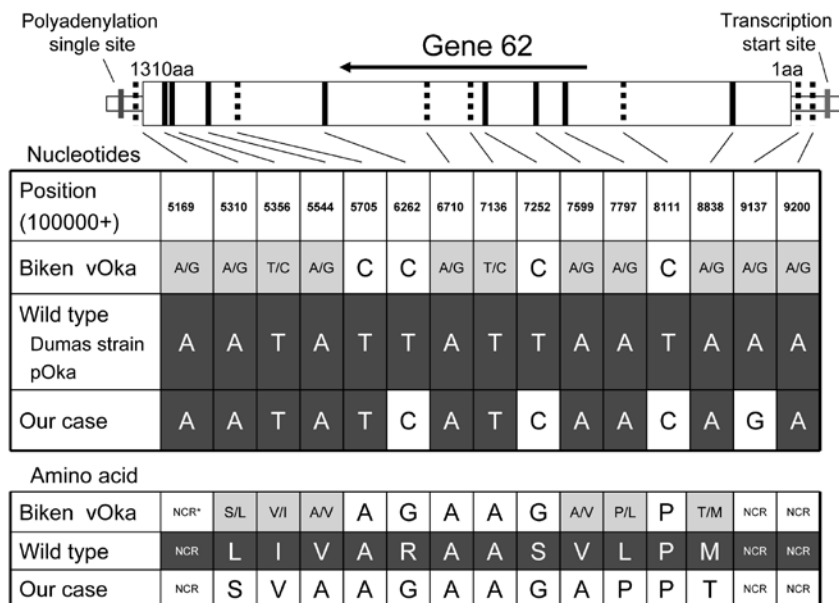 Polyadenylation single site
Transcription start site
Gene 62
1310aa
1aa
Nucleotides
Position (100000+) 5169 5310 5356 5544 5705 6262 6710 7136 7252 7599 7797 8111 8838 9137 9200
Biken vOka A/G A/G T/C A/G C C A/G T/C C A/G A/G C A/G A/G A/G
Wild type Dumas strain pOka A A T A T T A T T A A T A A A
Our case A A T A T C A T C A A C A G A
Amino acid
Biken vOka NCR* S/L V/I A/V A G A A G A/V P/L P T/M NCR NCR
Wild type NCR L I V A R A A S V L P M NCR NCR
Our case NCR S V A A G A A G A P P T NCR NCR